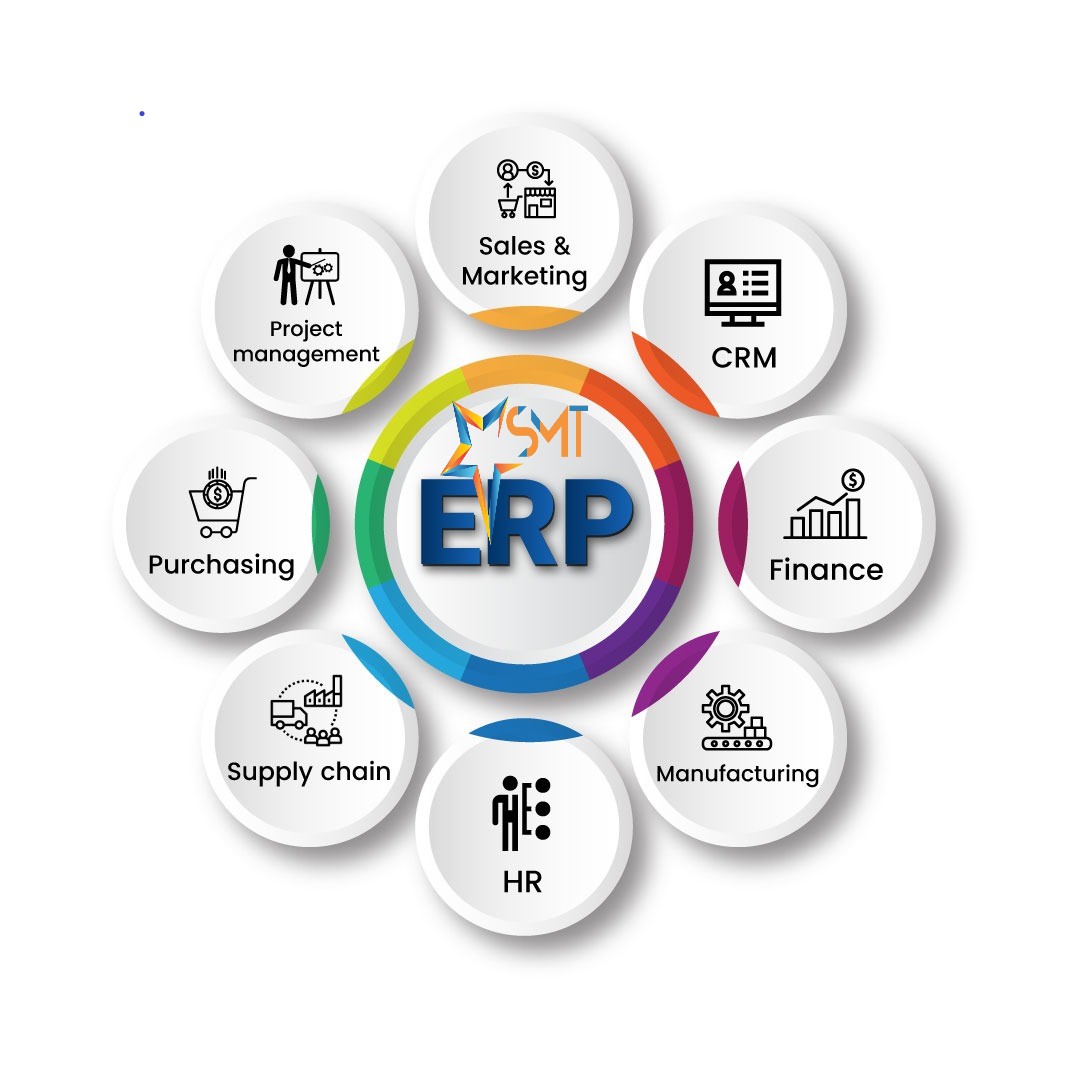 Sales &
Marketing
CRM
Finance
Manufacturing
HR
Supply chain
Purchasing
Project
management
SMT
ERP